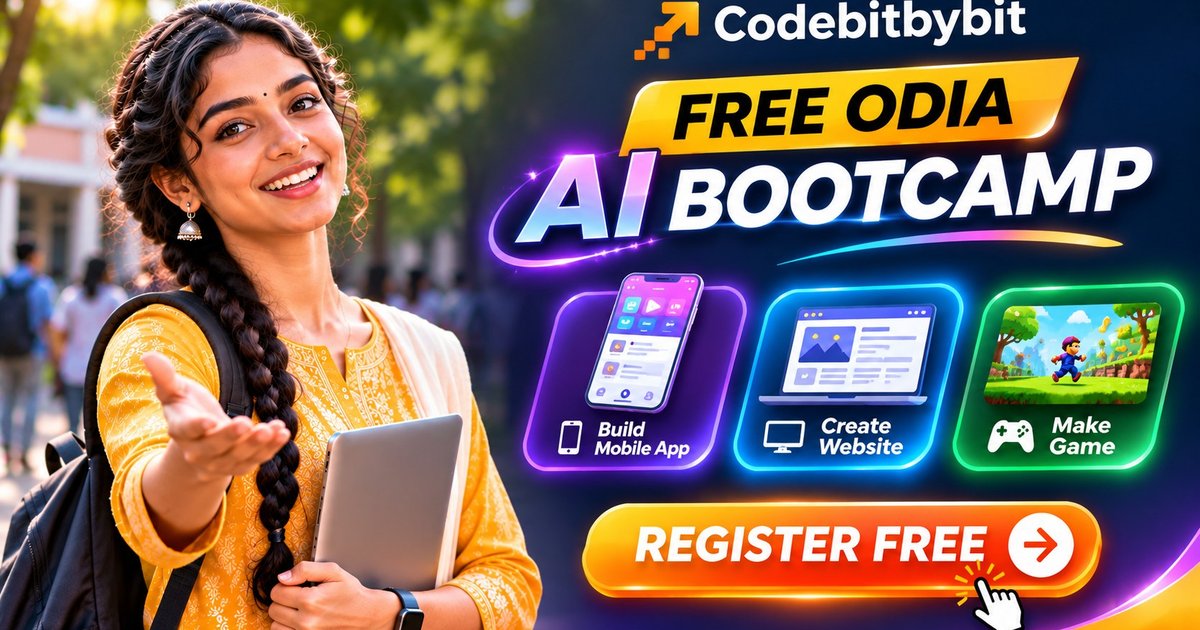 Codebitbybit
FREE ODIA
AI BOOTCAMP
Build
Mobile App
Create
Website
Make
Game
REGISTER FREE